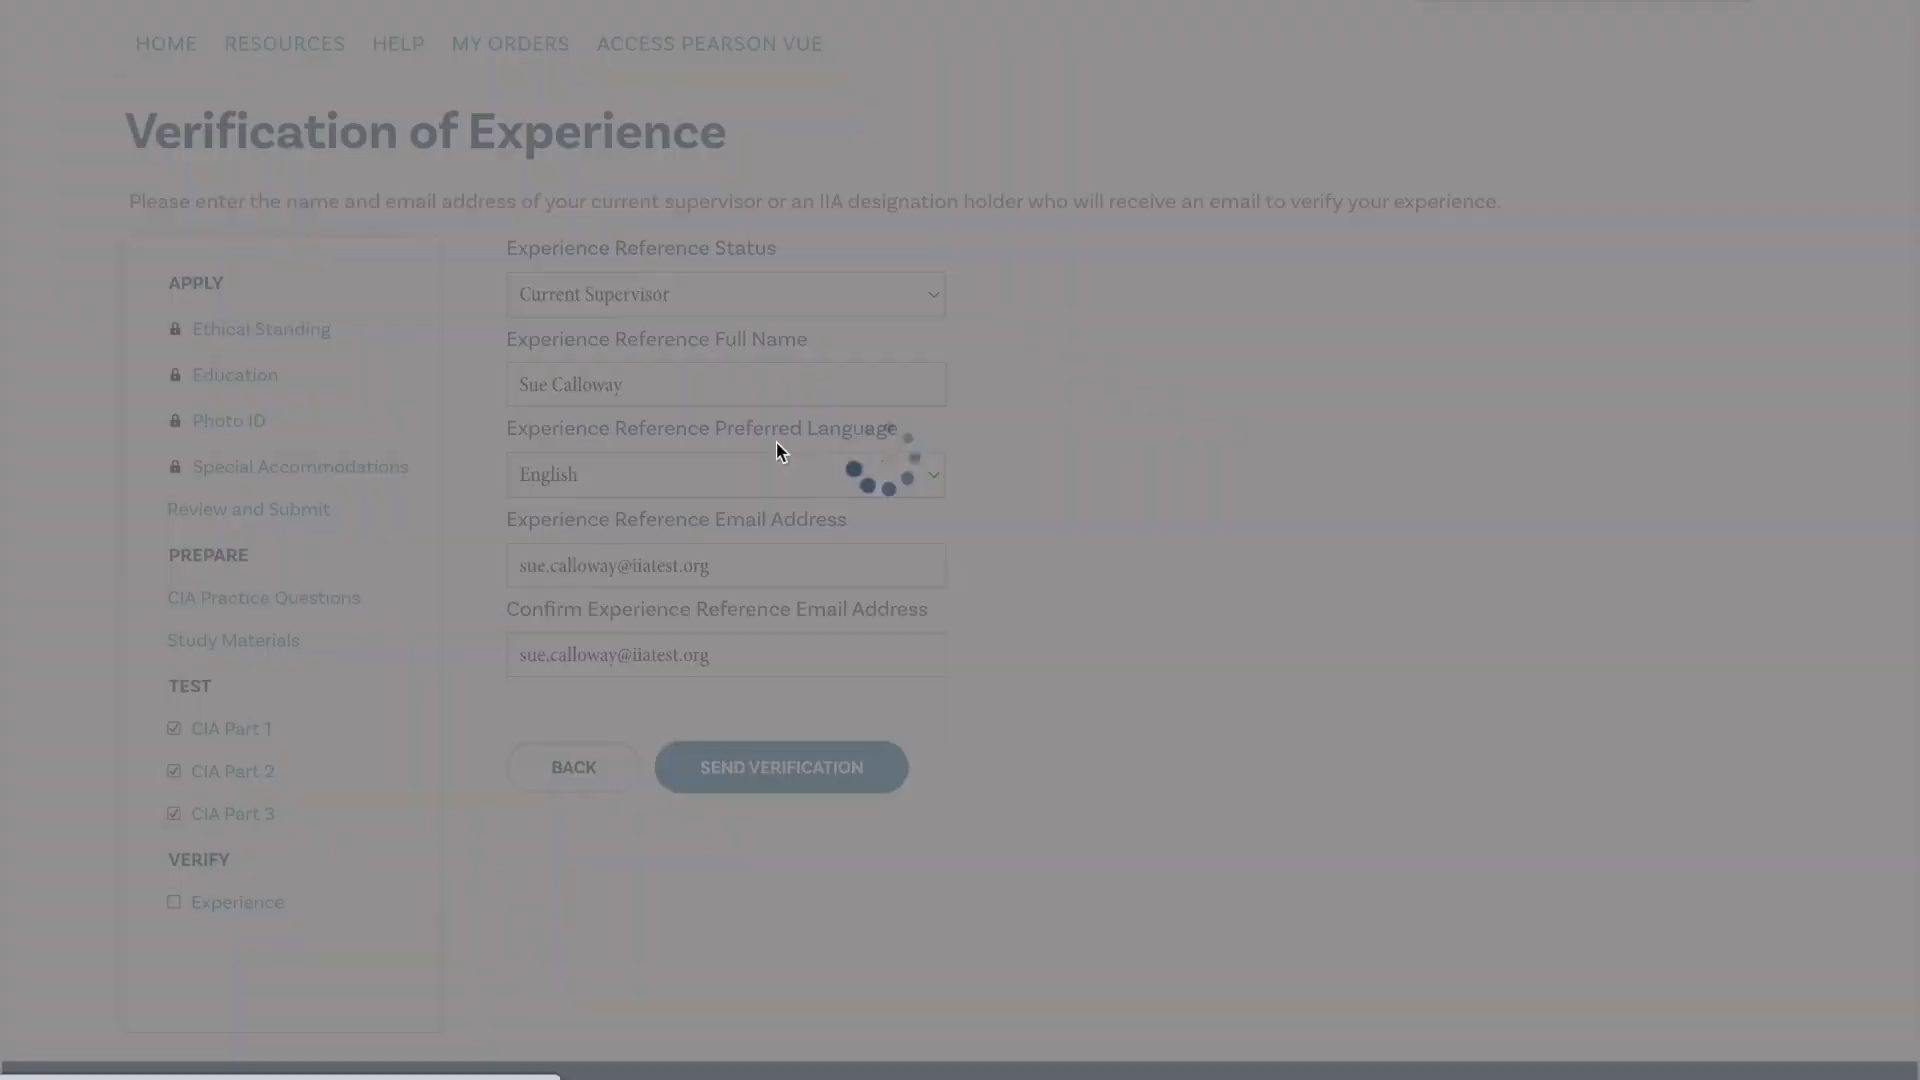 HOME RESOURCES HELP MY ORDERS ACCESS PEARSON VUE
Verification of Experience
Please enter the name and email address of your current supervisor or an IIA designation holder who will receive an email to verify your experience.
APPLY
Ethical Standing
Education
Photo ID
Special Accommodations
Review and Submit
PREPARE
CIA Practice Questions
Study Materials
TEST
CIA Part 1
CIA Part 2
CIA Part 3
VERIFY
Experience
Experience Reference Status
Current Supervisor
Experience Reference Full Name
Sue Calloway
Experience Reference Preferred Language
English
Experience Reference Email Address
sue.calloway@iiatest.org
Confirm Experience Reference Email Address
sue.calloway@iiatest.org
BACK SEND VERIFICATION